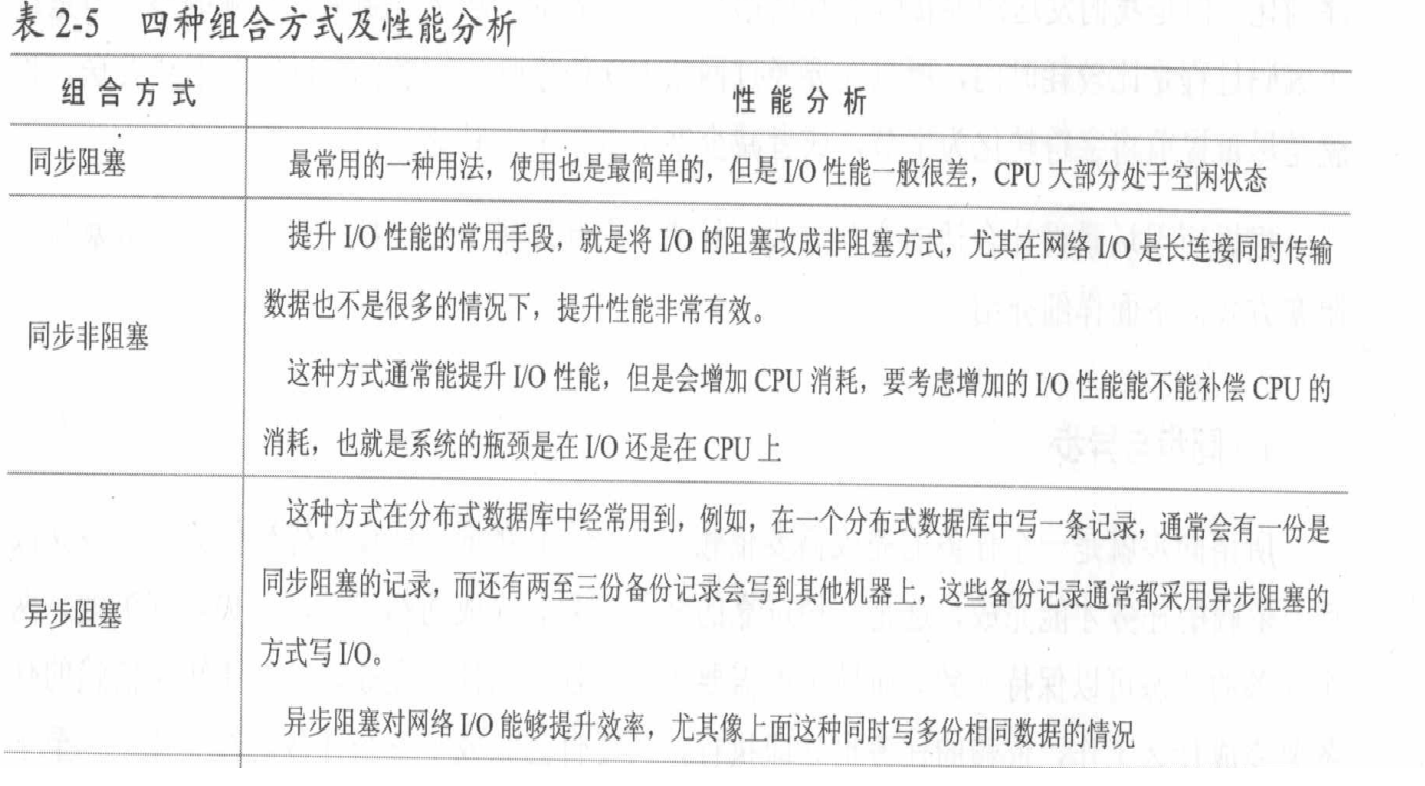 表 2-5 四种组合方式及性能分析
组合方式
性能分析
同步阻塞
最常用的一种用法，使用也是最简单的，但是 I/O 性能一般很差，CPU 大部分处于空闲状态
同步非阻塞
提升 I/O 性能的常用手段，就是将 I/O 的阻塞改成非阻塞方式，尤其在网络 I/O 是长连接同时传输
数据也不是很多的情况下，提升性能非常有效。
这种方式通常能提升 I/O 性能，但是会增加 CPU 消耗，要考虑增加的 I/O 性能能不能补偿 CPU 的
消耗，也就是系统的瓶颈是在 I/O 还是在 CPU 上
异步阻塞
这种方式在分布式数据库中经常用到，例如，在一个分布式数据库中写一条记录，通常会有一份是
同步阻塞的记录，而还有两至三份备份记录会写到其他机器上，这些备份记录通常都采用异步阻塞的
方式写 I/O。
异步阻塞对网络 I/O 能够提升效率，尤其像上面这种同时写多份相同数据的情况